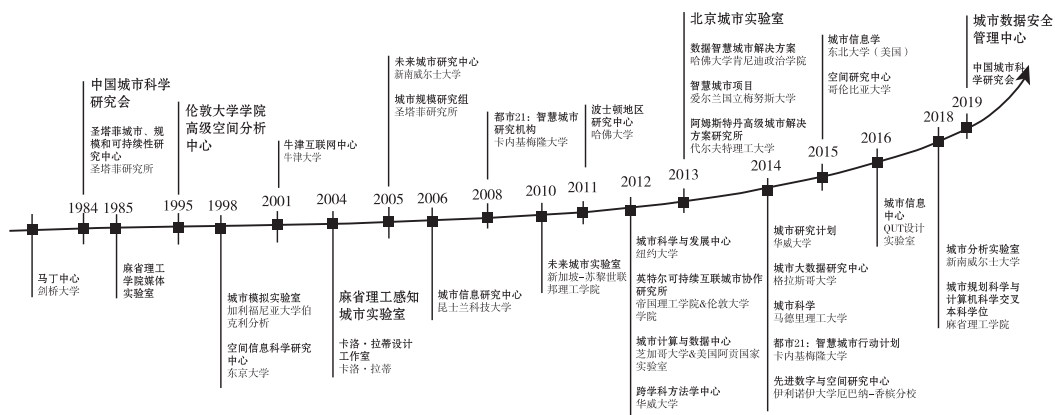 马丁中心
剑桥大学
1984
中国城市科学
研究会
圣塔菲城市、规
模和可持续性研
究中心
圣塔菲研究所
1985
麻省理工
学院媒体
实验室
1995
伦敦大学学院
高级空间分析
中心
1998
城市模拟实验室
加利福尼亚大学伯
克利分析
空间信息科学研究
中心
东京大学
2001
牛津互联网中心
牛津大学
2004
麻省理工感知
城市实验室
卡洛·拉蒂设计
工作室
卡洛·拉蒂
2005
未来城市研究中心
新南威尔士大学
城市规模研究组
圣塔菲研究所
2006
城市信息研究中心
昆士兰科技大学
2008
都市21：智慧城市
研究机构
卡内基梅隆大学
2010
未来城市实验室
新加坡-苏黎世联
邦理工学院
2011
波士顿地区
研究中心
哈佛大学
2012
城市科学与发展中心
纽约大学
英特尔可持续互联城市协作
研究所
帝国理工学院&伦敦大学
学院
城市计算与数据中心
芝加哥大学&美国阿贡国家
实验室
跨学科方法学中心
华威大学
2013
北京城市实验室
数据智慧城市解决方案
哈佛大学肯尼迪政治学院
智慧城市项目
爱尔兰国立梅努斯大学
阿姆斯特丹高级城市解决
方案研究所
代尔夫特理工大学
2014
城市研究计划
华威大学
城市大数据研究中心
格拉斯哥大学
城市科学
马德里理工大学
都市21：智慧城市行动计划
卡内基梅隆大学
先进数字与空间研究中心
伊利诺伊大学厄巴纳-香槟分校
2015
城市信息学
东北大学（美国）
空间研究中心
哥伦比亚大学
2016
城市信息
中心
QUT设计
实验室
2018
城市分析实验室
新南威尔士大学
城市规划科学与
计算机科学交叉
本科学位
麻省理工学院
2019
城市数据安全
管理中心
中国城市科
学研究会